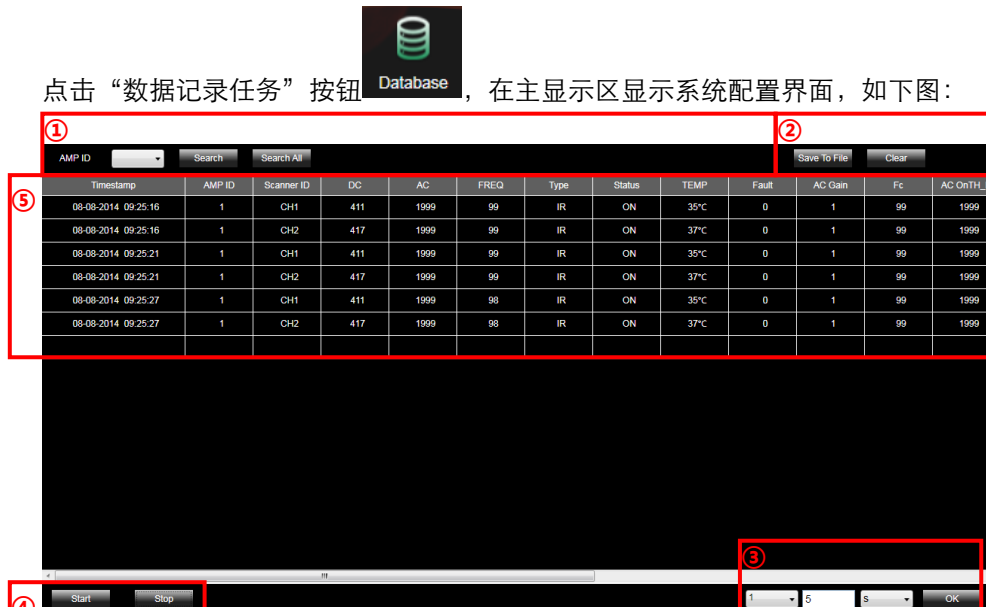 Database
点击“数据记录任务”按钮 ，在主显示区显示系统配置界面，如下图：
① ②
AMP ID Search Search All Save To File Clear
⑤
Timestamp AMP ID Scanner ID DC AC FREQ Type Status TEMP Fault AC Gain Fc AC OnTH_
08-08-2014 09:25:16 1 CH1 411 1999 99 IR ON 35℃ 0 1 99 1999
08-08-2014 09:25:16 1 CH2 417 1999 99 IR ON 37℃ 0 1 99 1999
08-08-2014 09:25:21 1 CH1 411 1999 99 IR ON 35℃ 0 1 99 1999
08-08-2014 09:25:21 1 CH2 417 1999 99 IR ON 37℃ 0 1 99 1999
08-08-2014 09:25:27 1 CH1 411 1999 98 IR ON 35℃ 0 1 99 1999
08-08-2014 09:25:27 1 CH2 417 1999 98 IR ON 37℃ 0 1 99 1999
③
④ Start Stop 1 5 s OK